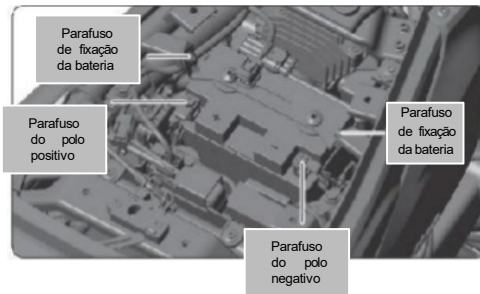 Parafuso
de fixação
da bateria
Parafuso
do polo
positivo
Parafuso
de fixação
da bateria
Parafuso
do polo
negativo